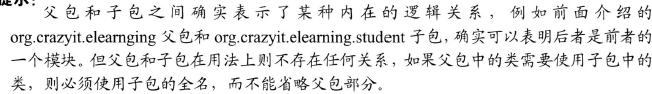 提示：
父包和子包之间确实表示了某种内在的逻辑关系，例如前面介绍的
org.crazyit.elearnging 父包和 org.crazyit.elearning.student 子包，确实可以表明后者是前者的
一个模块。但父包和子包在用法上则不存在任何关系，如果父包中的类需要使用子包中的
类，则必须使用子包的全名，而不能省略父包部分。